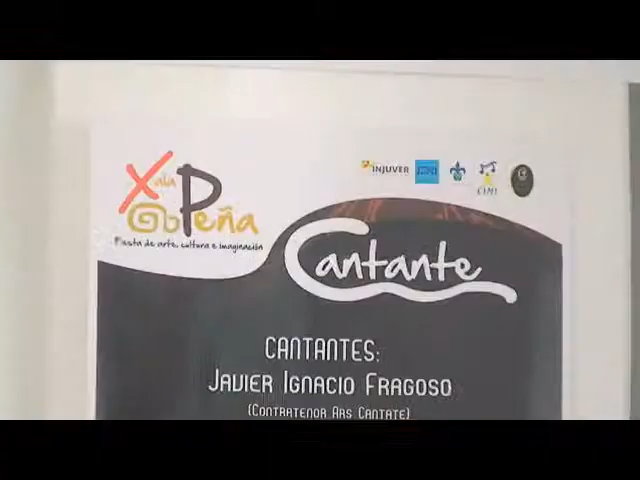 Xala
Peña
Fiesta de arte, cultura e imaginación
INJUVER
Cantante
CANTANTES:
JAVIER IGNACIO FRAGOSO
(CONTRATENOR ARS CANTATE)